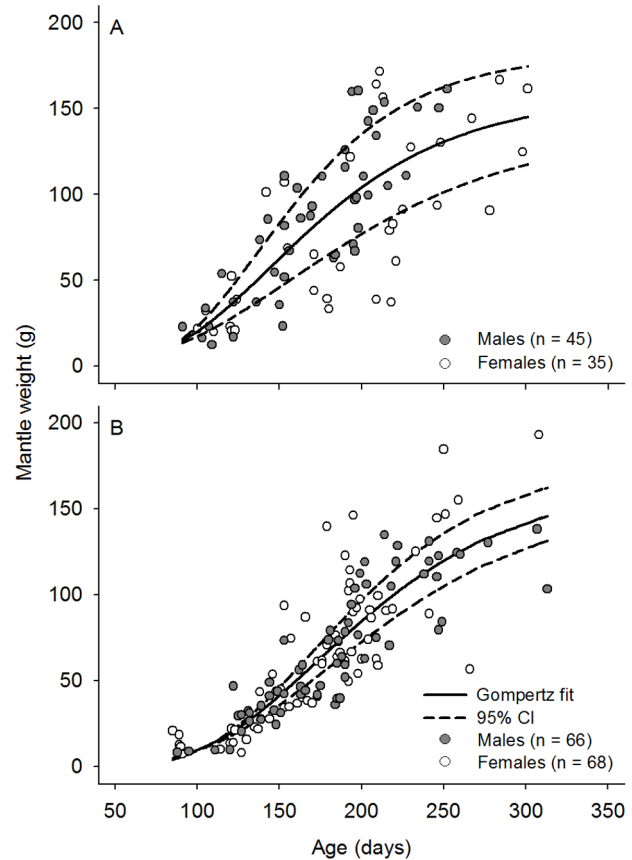 A
200
150
100
50
0
Males (n = 45)
Females (n = 35)
Mantle weight (g)
B
200
150
100
50
0
Gompertz fit
95% CI
Males (n = 66)
Females (n = 68)
50 100 150 200 250 300 350
Age (days)